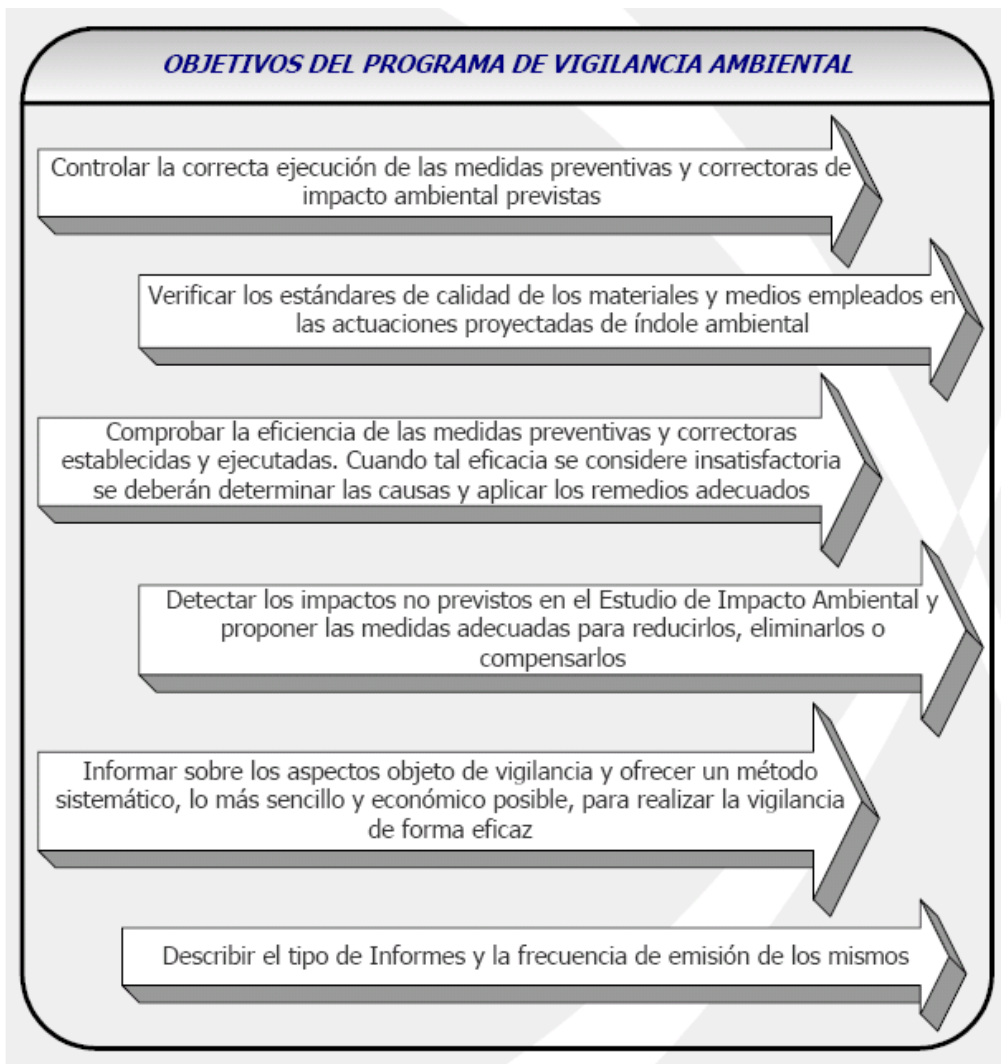 OBJETIVOS DEL PROGRAMA DE VIGILANCIA AMBIENTAL
Controlar la correcta ejecución de las medidas preventivas y correctoras de
impacto ambiental previstas
Verificar los estándares de calidad de los materiales y medios empleados en
las actuaciones proyectadas de índole ambiental
Comprobar la eficiencia de las medidas preventivas y correctoras
establecidas y ejecutadas. Cuando tal eficacia se considere insatisfactoria
se deberán determinar las causas y aplicar los remedios adecuados
Detectar los impactos no previstos en el Estudio de Impacto Ambiental y
proponer las medidas adecuadas para reducirlos, eliminarlos o
compensarlos
Informar sobre los aspectos objeto de vigilancia y ofrecer un método
sistemático, lo más sencillo y económico posible, para realizar la vigilancia
de forma eficaz
Describir el tipo de Informes y la frecuencia de emisión de los mismos